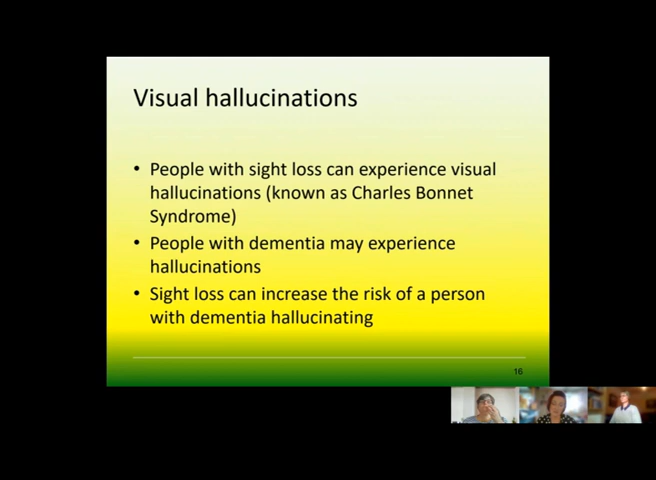 Visual hallucinations
• People with sight loss can experience visual
hallucinations (known as Charles Bonnet
Syndrome)
• People with dementia may experience
hallucinations
• Sight loss can increase the risk of a person
with dementia hallucinating
16